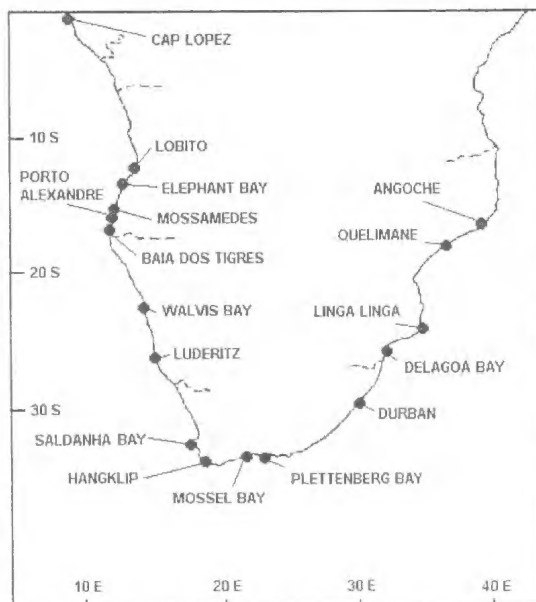 CAP LOPEZ
10 S
LOBITO
PORTO
ALEXANDRE
ELEPHANT BAY
ANGOCHE
MOSSAMEDES
QUELIMANE
BAIA DOS TIGRES
20 S
WALVIS BAY
LINGA LINGA
LUDERITZ
DELAGOA BAY
DURBAN
30 S
SALDANHA BAY
HANGKLIP
PLETTENBERG BAY
MOSSEL BAY
10 E
20 E
30 E
40 E